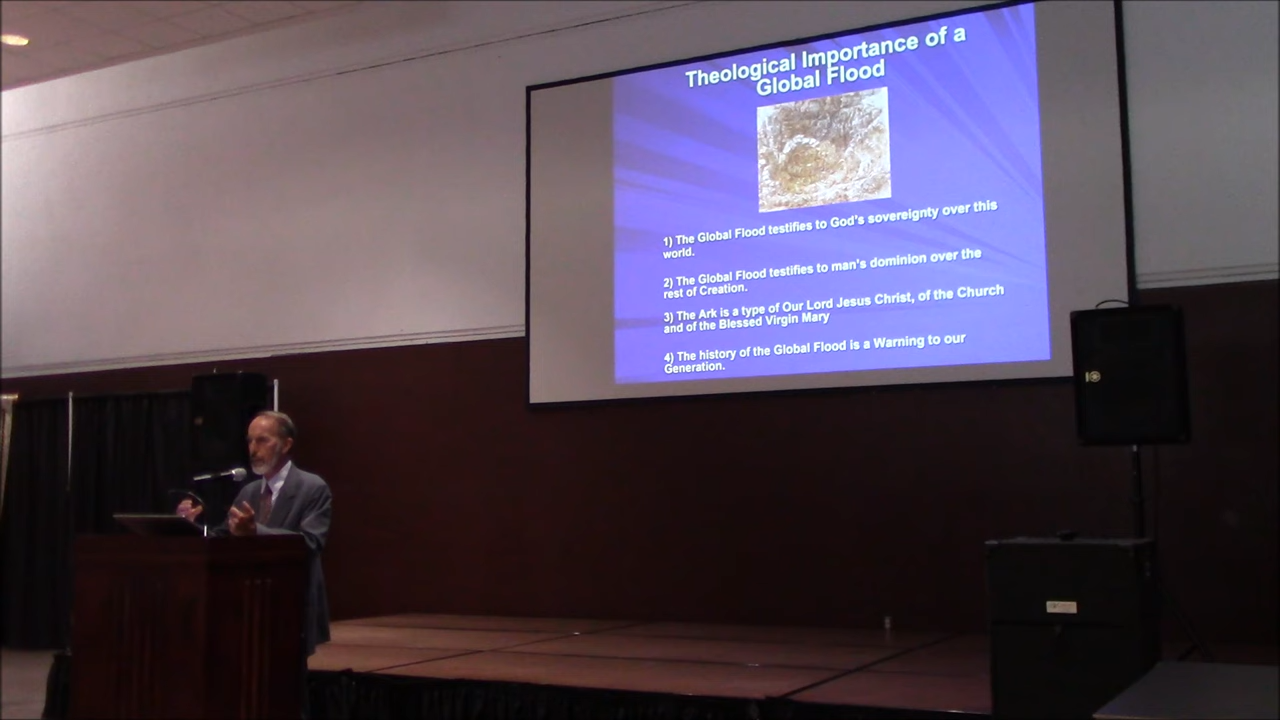 Theological Importance of a
Global Flood
1) The Global Flood testifies to God's sovereignty over this
world.
2) The Global Flood testifies to man's dominion over the
rest of Creation.
3) The Ark is a type of Our Lord Jesus Christ, of the Church
and of the Blessed Virgin Mary
4) The history of the Global Flood is a Warning to our
Generation.